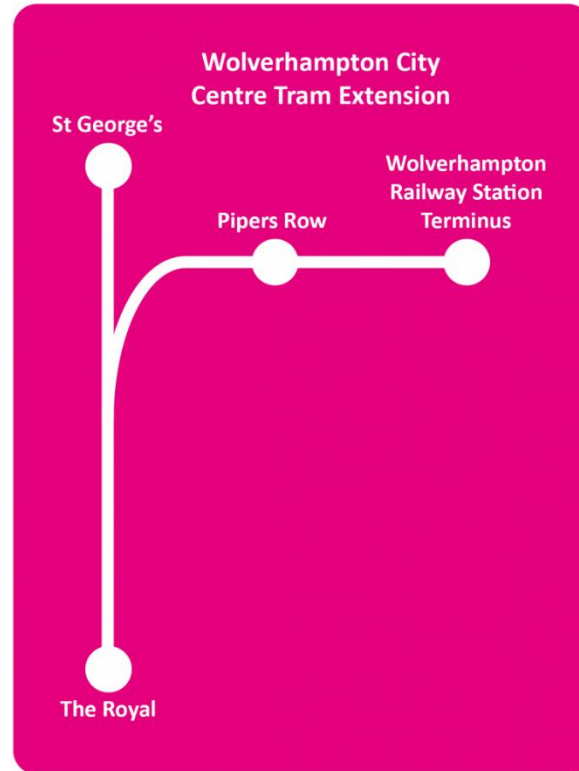 Wolverhampton City
Centre Tram Extension
St George's
Pipers Row
Wolverhampton
Railway Station
Terminus
The Royal